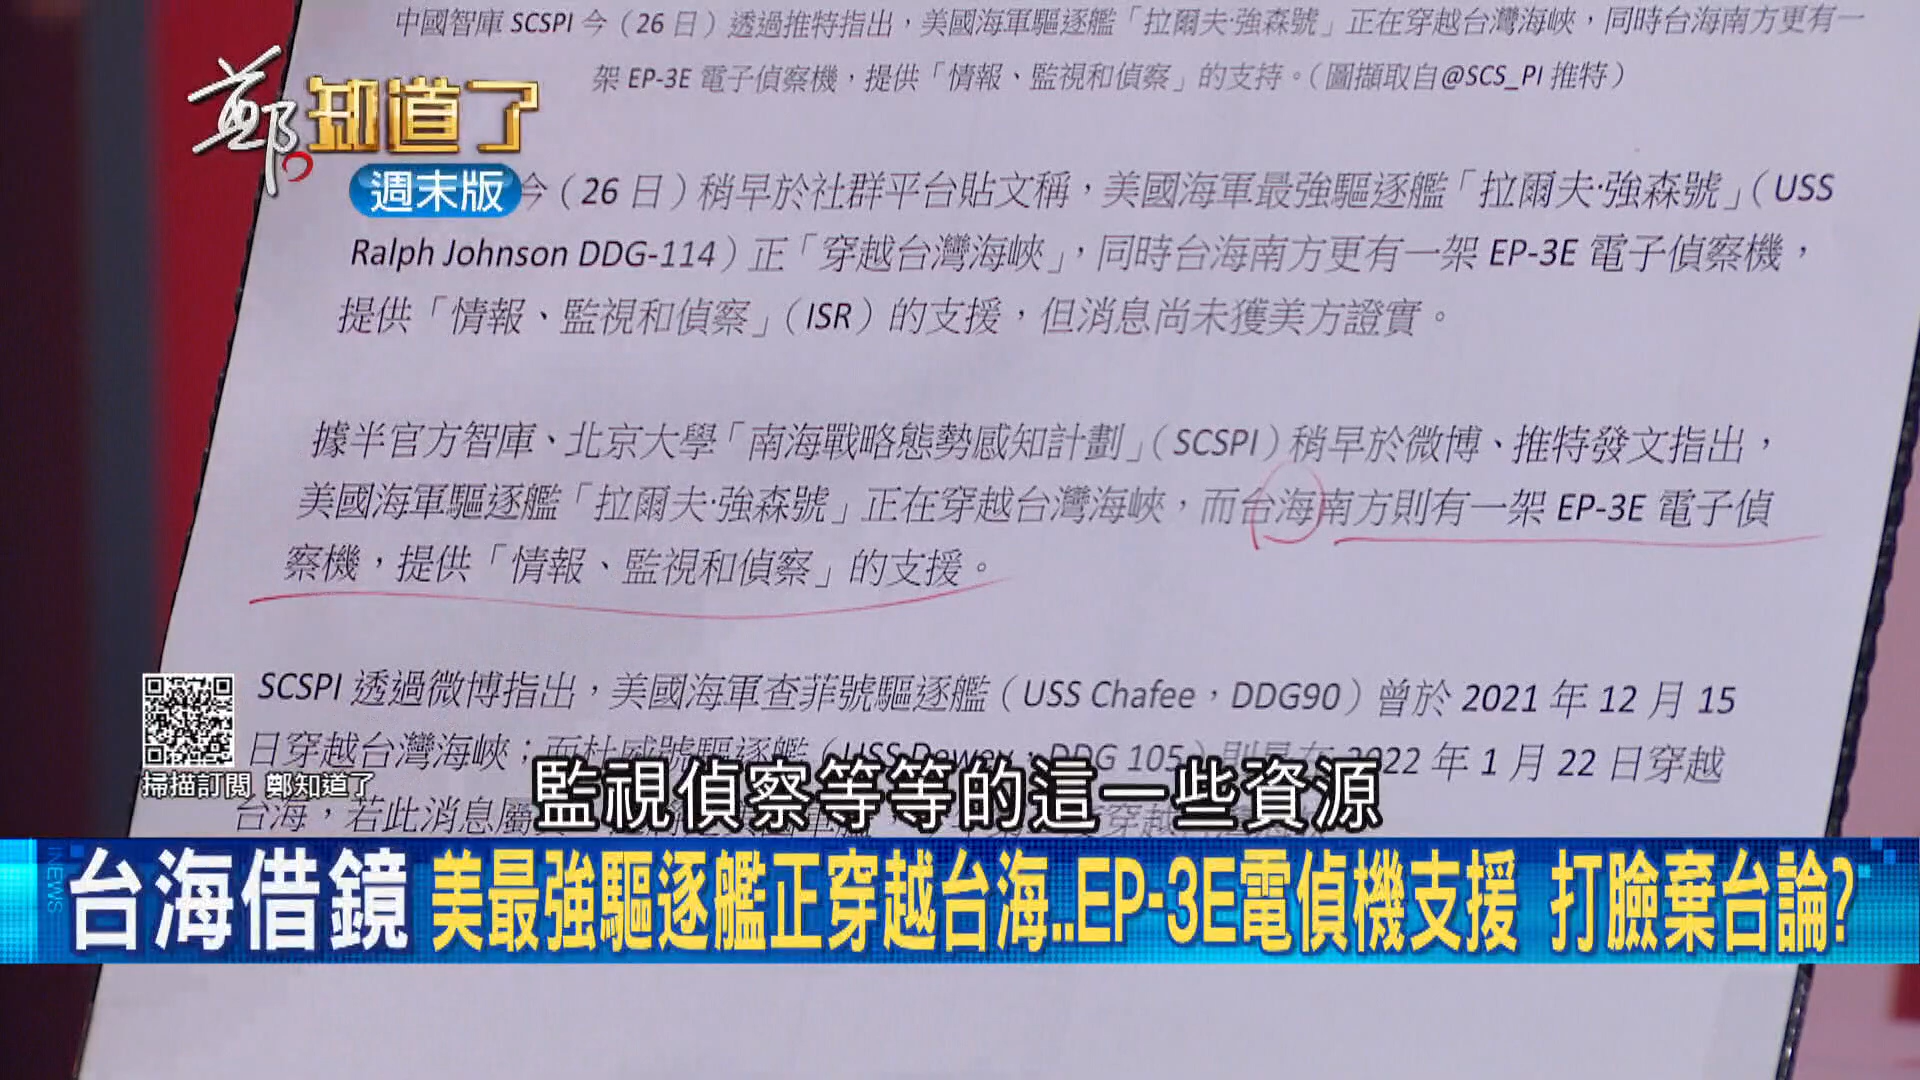 中國智庫 SCSPI 今（26 日）透過推特指出，美國海軍驅逐艦「拉爾夫·強森號」正在穿越台灣海峽，同時台海南方更有一
架 EP-3E 電子偵察機，提供「情報、監視和偵察」的支持。（圖擷取自@SCS_PI 推特）
鄭知道了
週末版
今（26 日）稍早於社群平台貼文稱，美國海軍最強驅逐艦「拉爾夫·強森號」（USS
Ralph Johnson DDG-114）正「穿越台灣海峽」，同時台海南方更有一架 EP-3E 電子偵察機，
提供「情報、監視和偵察」（ISR）的支援，但消息尚未獲美方證實。
據半官方智庫、北京大學「南海戰略態勢感知計劃」（SCSPI）稍早於微博、推特發文指出，
美國海軍驅逐艦「拉爾夫·強森號」正在穿越台灣海峽，而台海南方則有一架 EP-3E 電子偵
察機，提供「情報、監視和偵察」的支援。
SCSPI 透過微博指出，美國海軍查菲號驅逐艦（USS Chafee，DDG90）曾於 2021 年 12 月 15
日穿越台灣海峽；而杜威號驅逐艦（USS Dewey，DDG 105）則是在 2022 年 1 月 22 日穿越
台海，若此消息屬
掃描訂閱 鄭知道了
監視偵察等等的這一些資源
INEWS
台海借鏡 美最強驅逐艦正穿越台海..EP-3E電偵機支援 打臉棄台論?